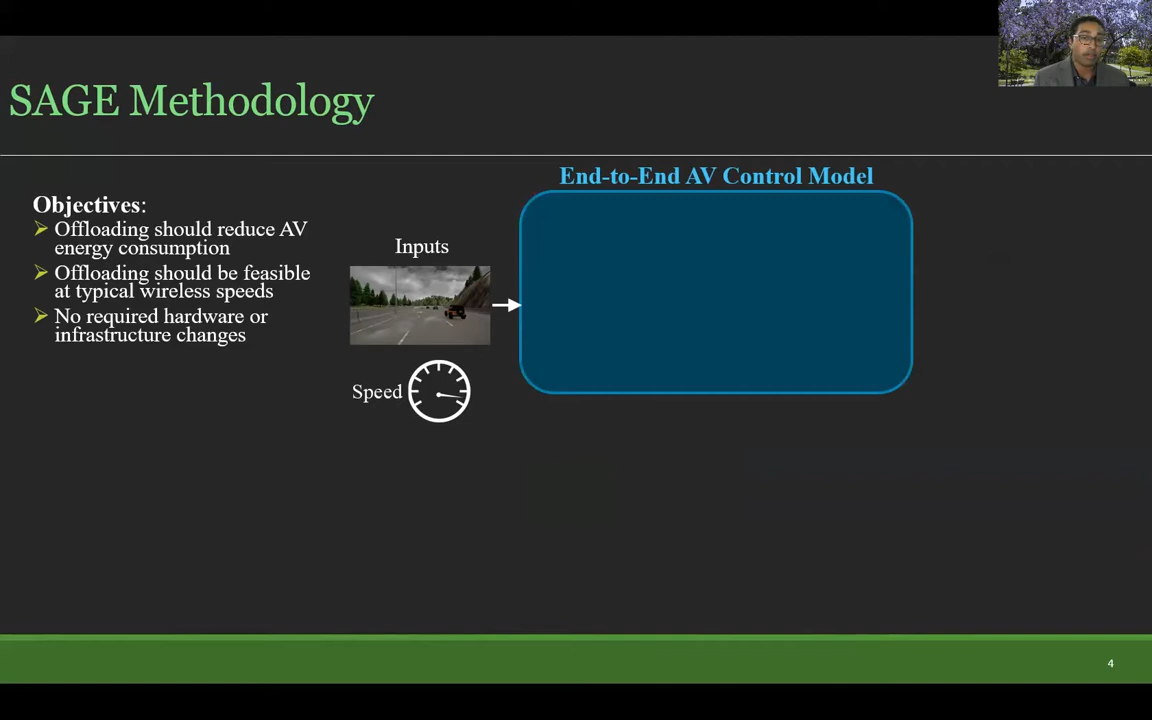 SAGE Methodology
End-to-End AV Control Model
Objectives:
Offloading should reduce AV
energy consumption
Offloading should be feasible
at typical wireless speeds
No required hardware or
infrastructure changes
Inputs
Speed
4